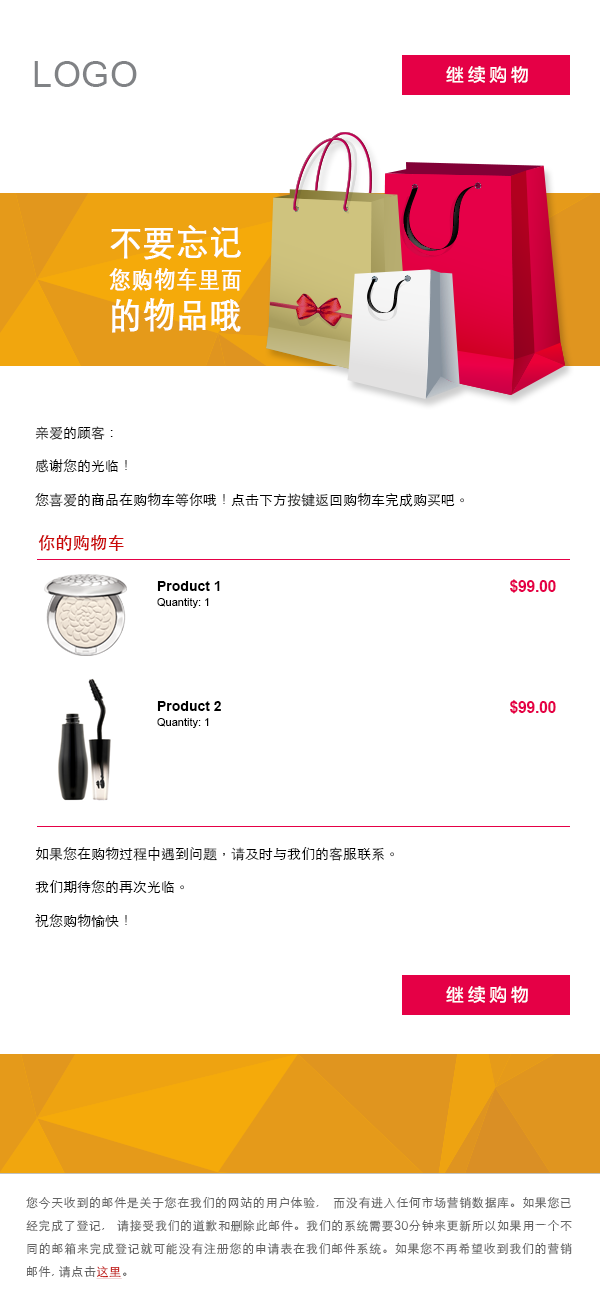 LOGO
继续购物
不要忘记
您购物车里面
的物品哦
亲爱的顾客：
感谢您的光临！
您喜爱的商品在购物车等你哦！点击下方按键返回购物车完成购买吧。
你的购物车
Product 1 $99.00
Quantity: 1
Product 2 $99.00
Quantity: 1
如果您在购物过程中遇到问题，请及时与我们的客服联系。
我们期待您的再次光临。
祝您购物愉快！
继续购物
您今天收到的邮件是关于您在我们的网站的用户体验， 而没有进入任何市场营销数据库。如果您已
经完成了登记， 请接受我们的道歉和删除此邮件。我们的系统需要30分钟来更新所以如果用一个不
同的邮箱来完成登记就可能没有注册您的申请表在我们邮件系统。如果您不再希望收到我们的营销
邮件, 请点击这里。